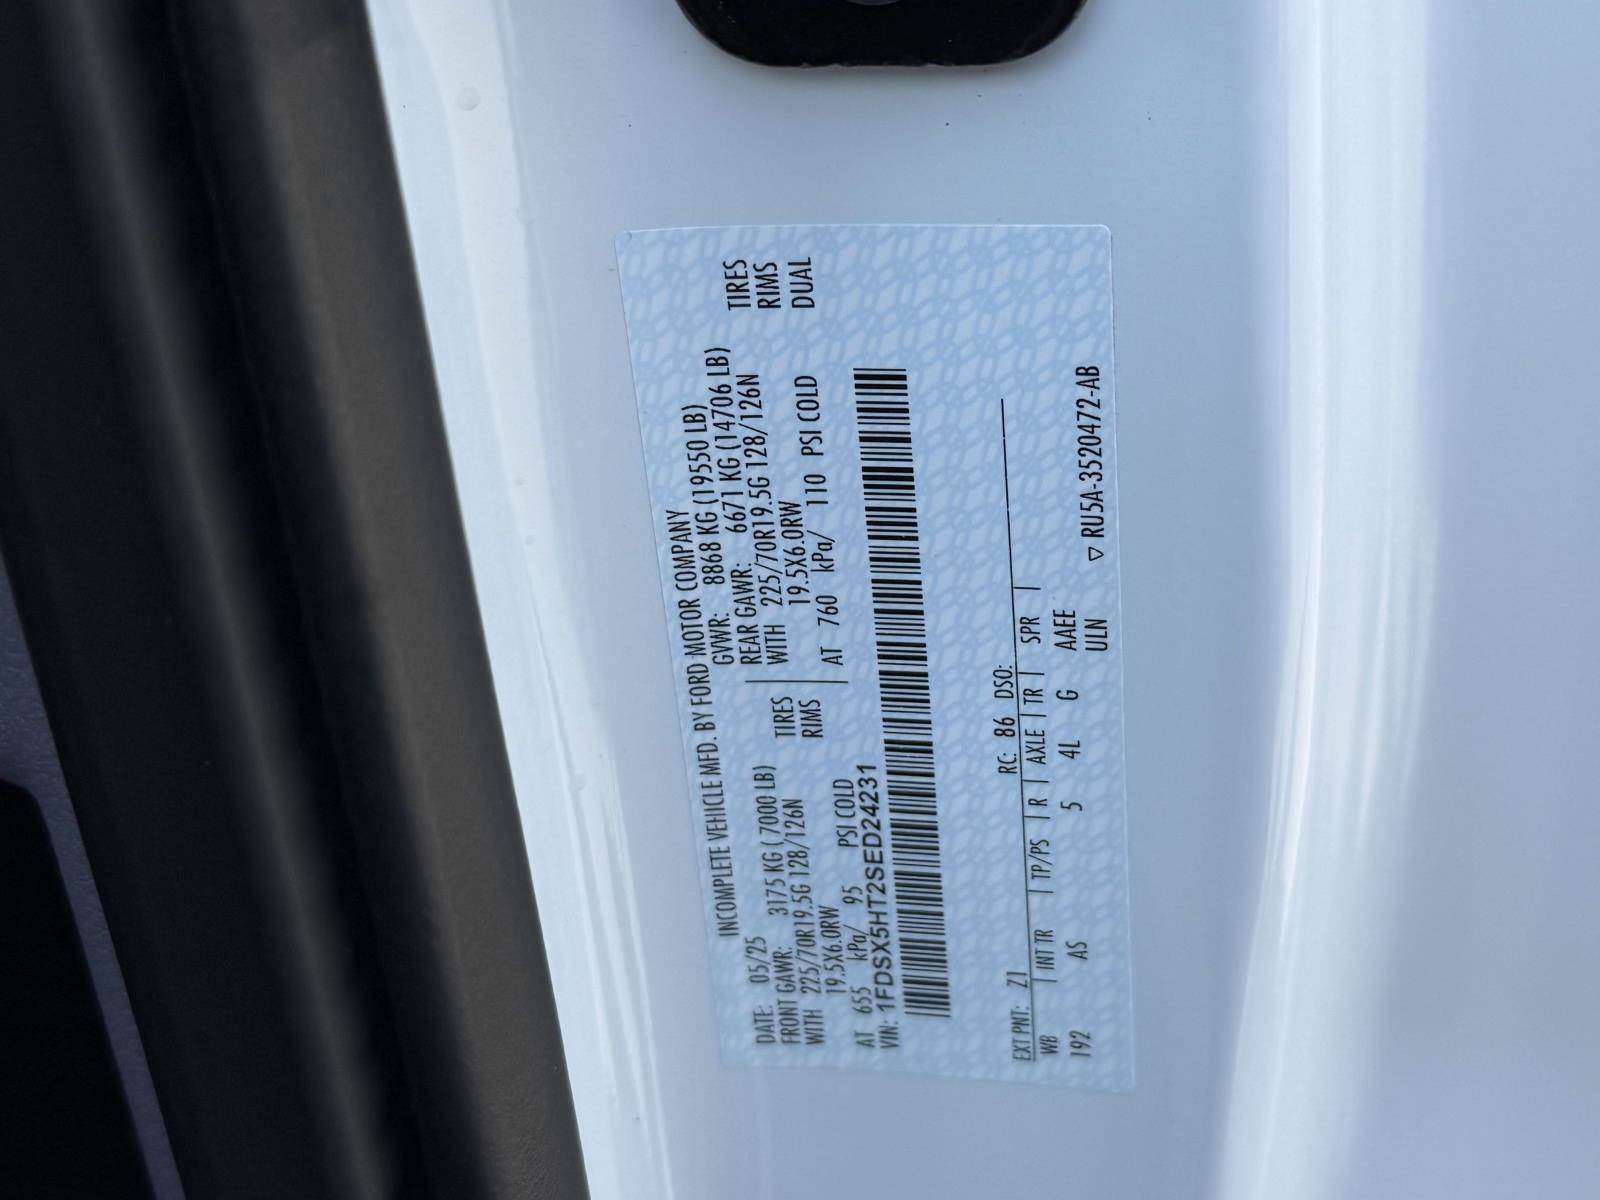 INCOMPLETE VEHICLE MFD. BY FORD MOTOR COMPANY
DATE: 05/25 GVWR: 8868 KG (19550 LB)
FRONT GAWR: 3175 KG ( 7000 LB) REAR GAWR: 6671 KG (14706 LB)
WITH 225/70R19.5G 128/126N TIRES WITH 225/70R19.5G 128/126N TIRES
19.5X6.0RW RIMS 19.5X6.0RW RIMS
AT 655 kPa/ 95 PSI COLD AT 760 kPa/ 110 PSI COLD DUAL
VIN: 1FDSX5HT2SED24231
EXT PNT: Z1 RC: 86 DSO:
WB | INT TR | TP/PS | R | AXLE | TR | SPR |
192 AS 5 4L G AAEE
ULN ▽ RU5A-3520472-AB